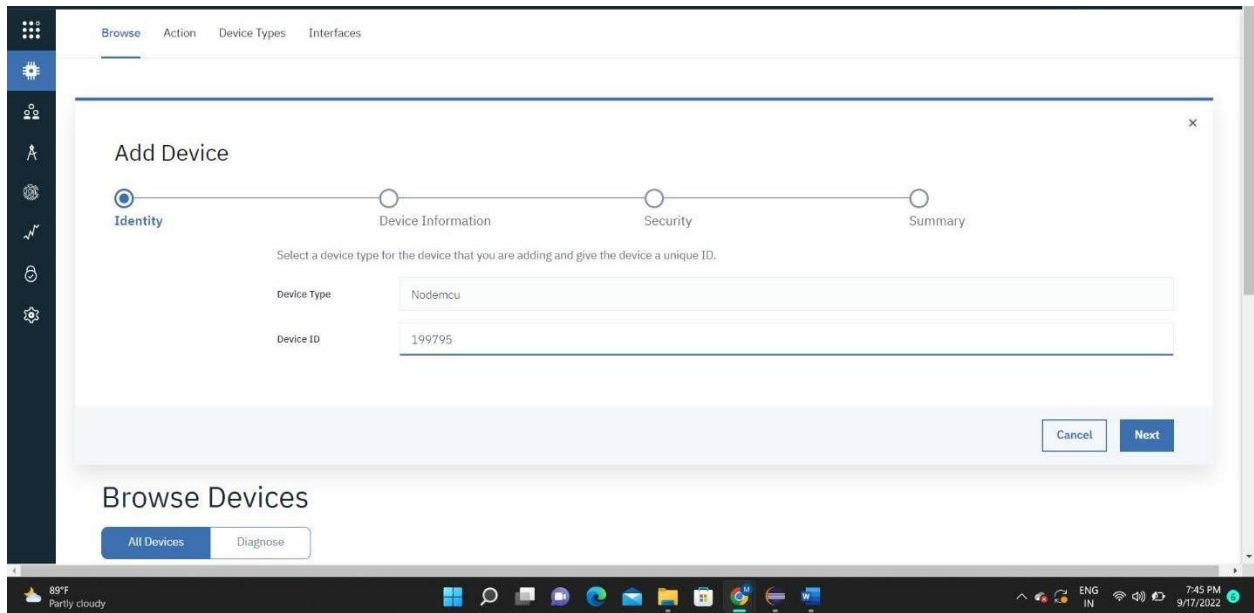 Browse Action Device Types Interfaces
×
Add Device
Identity Device Information Security Summary
Select a device type for the device that you are adding and give the device a unique ID.
Device Type Nodemcu
Device ID 199795
Cancel Next
Browse Devices
All Devices Diagnose
89°F
Partly cloudy
ENG
IN
7:45 PM
9/17/2022
6